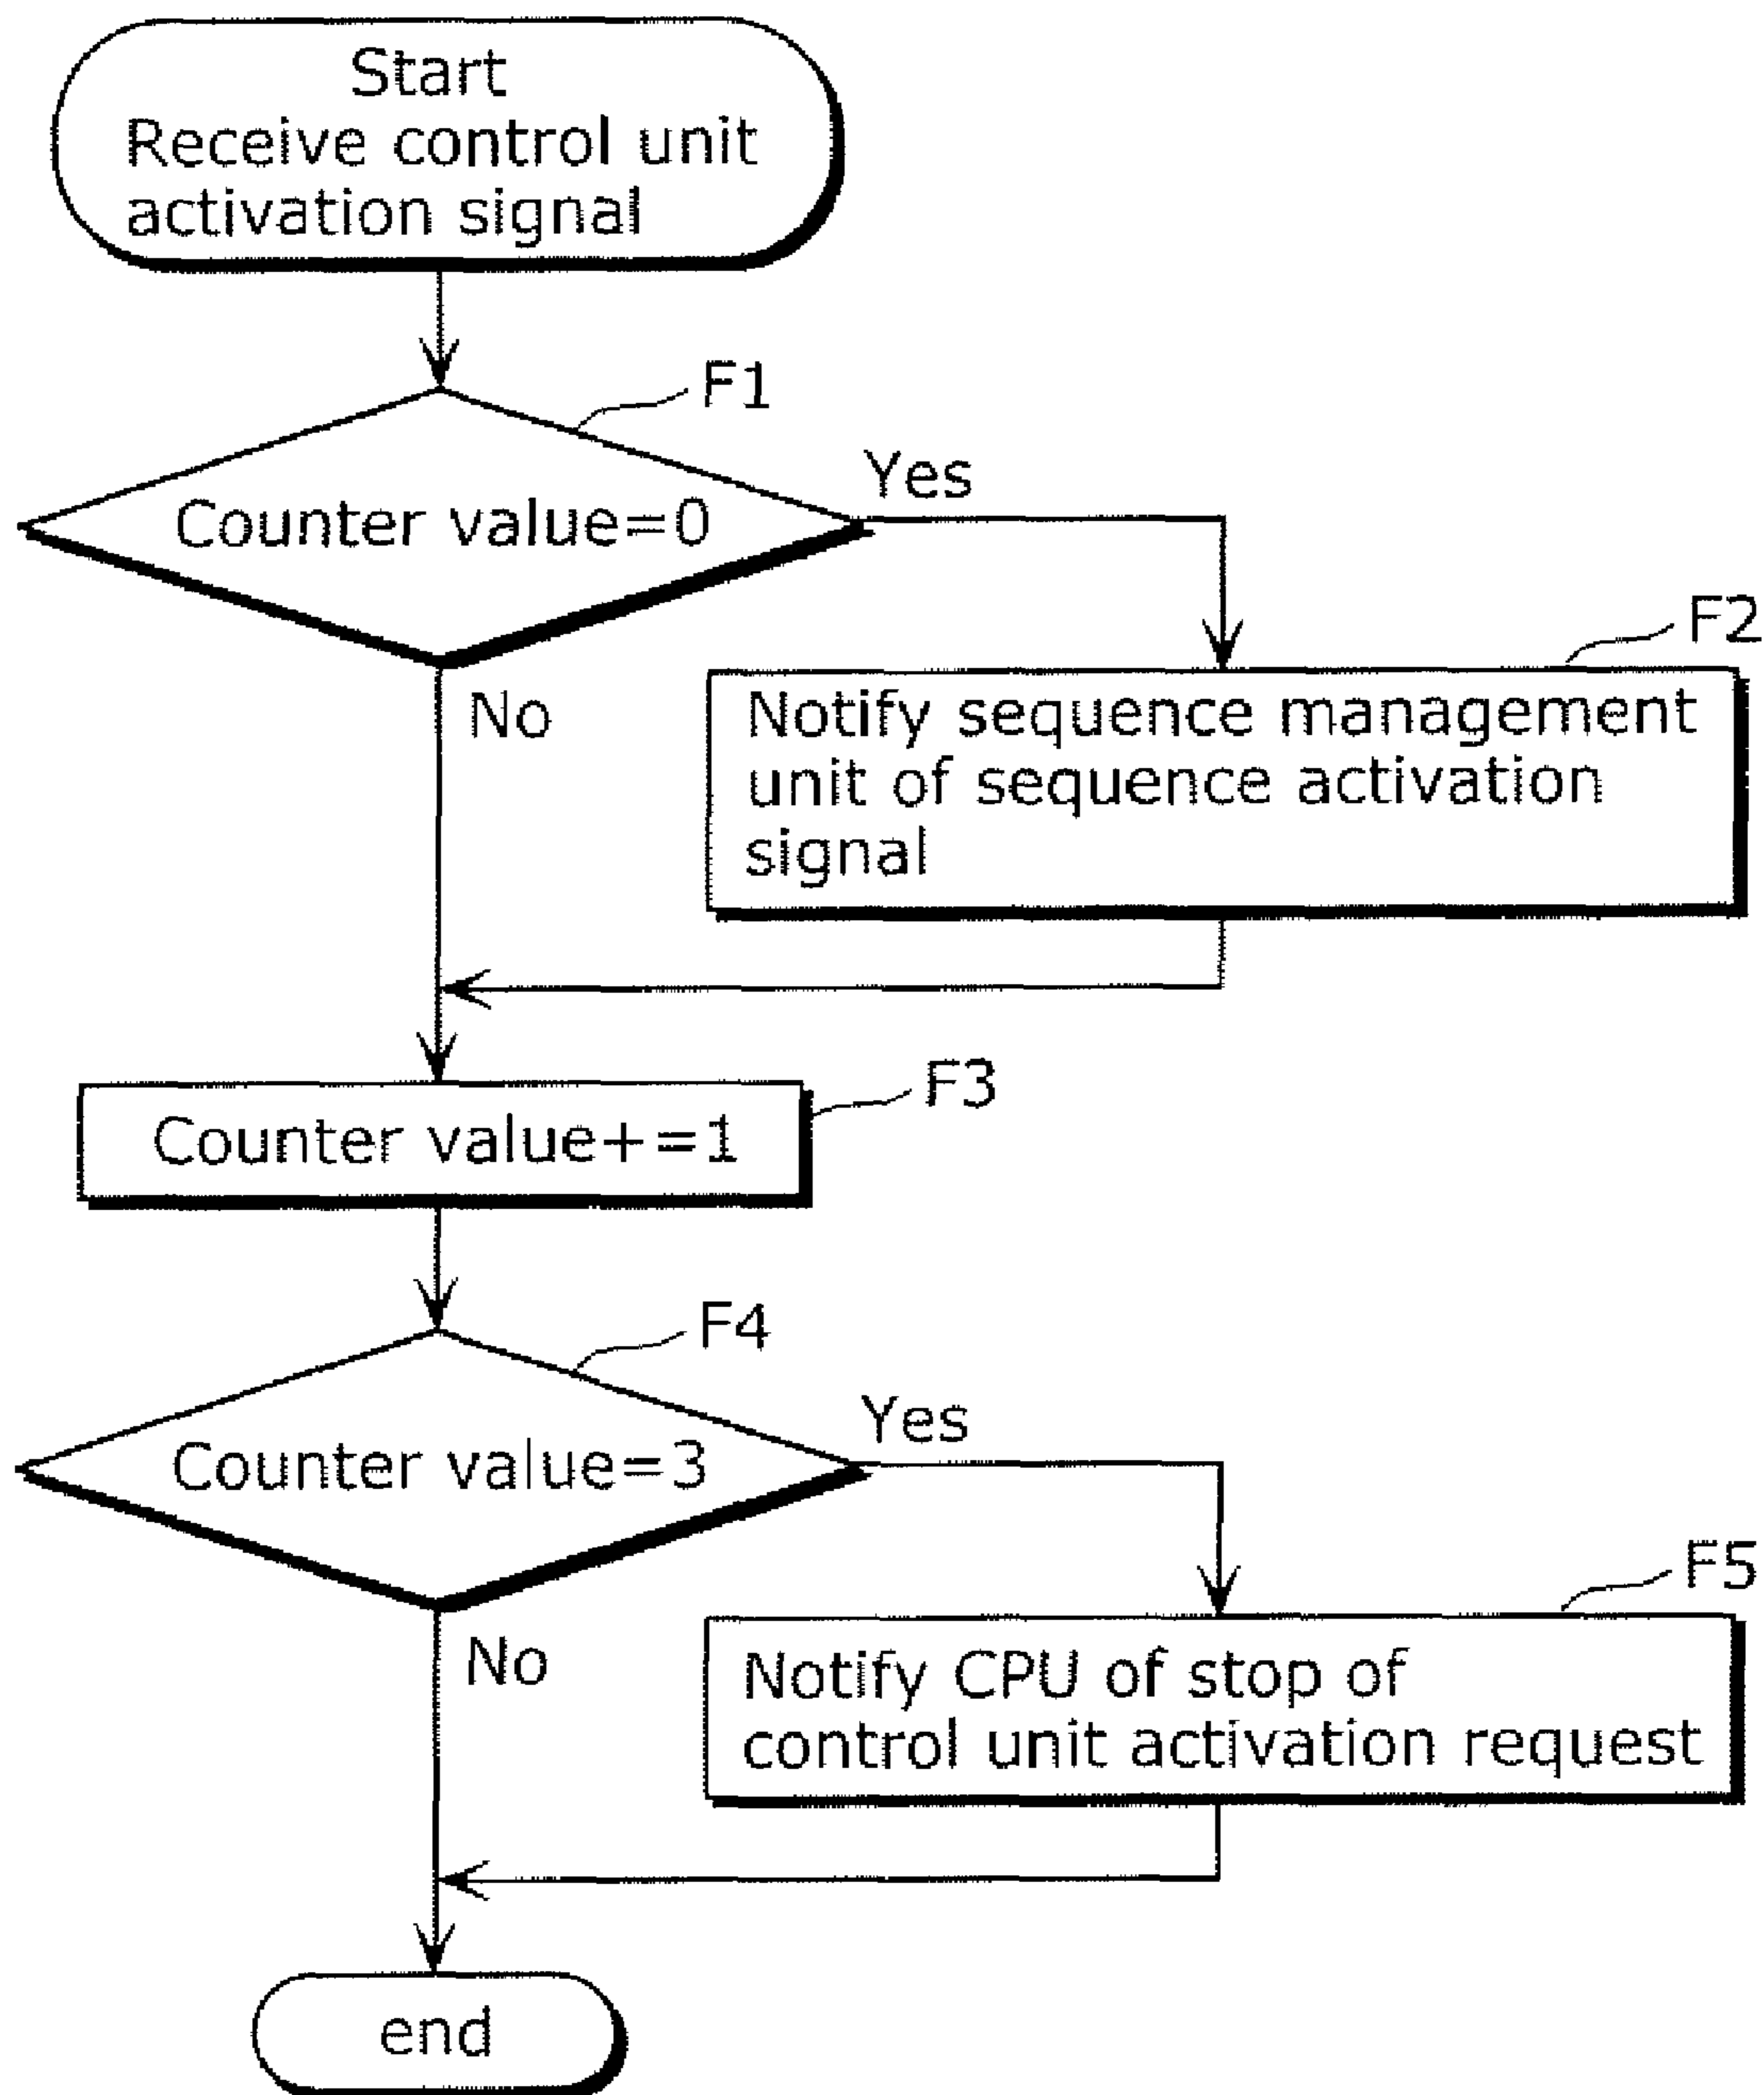 Start
Receive control unit
activation signal
F1
Counter value=0
Yes
No
F2
Notify sequence management
unit of sequence activation
signal
F3
Counter value+=1
F4
Counter value=3
Yes
No
F5
Notify CPU of stop of
control unit activation request
end